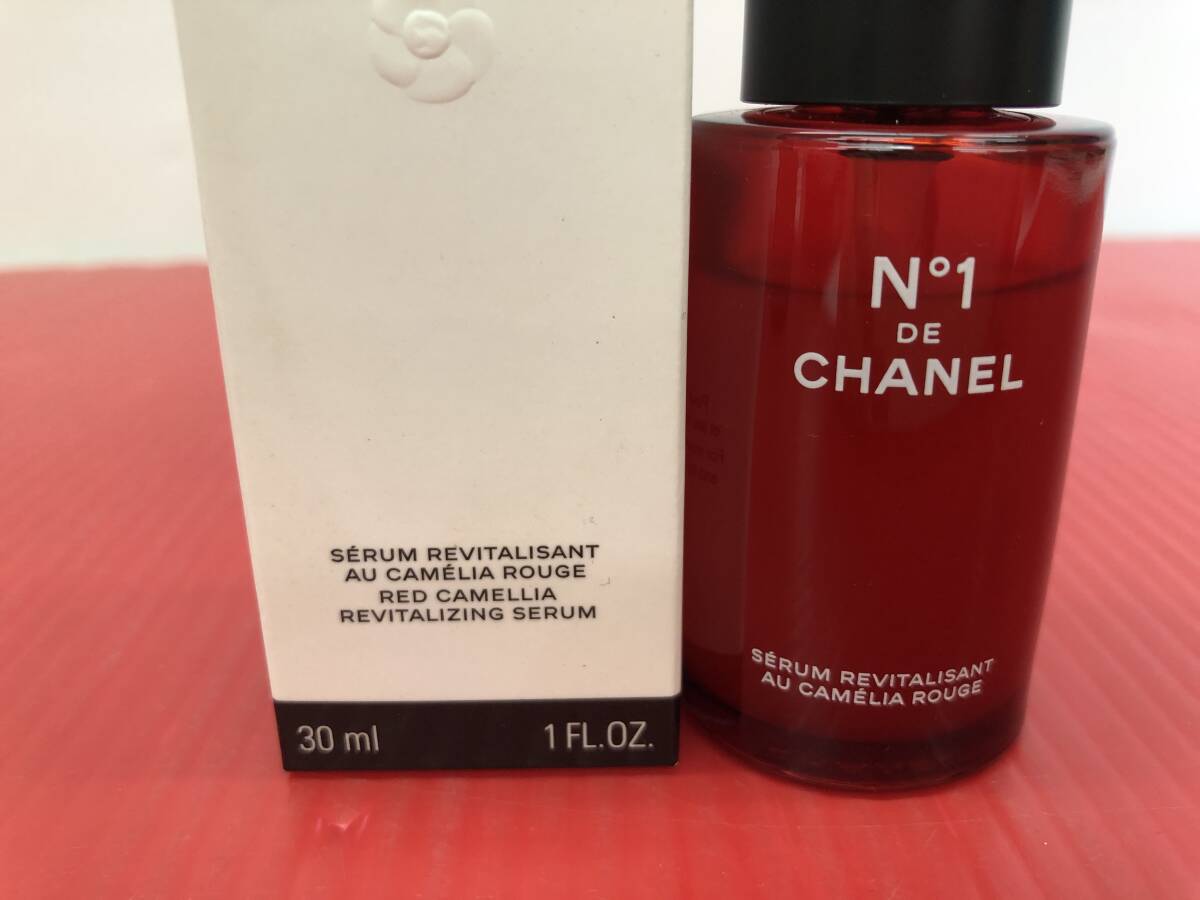 SÉRUM REVITALISANT
AU CAMÉLIA ROUGE
RED CAMELLIA
REVITALIZING SERUM
30 ml 1 FL.OZ.
N°1
DE
CHANEL
SÉRUM REVITALISANT
AU CAMÉLIA ROUGE